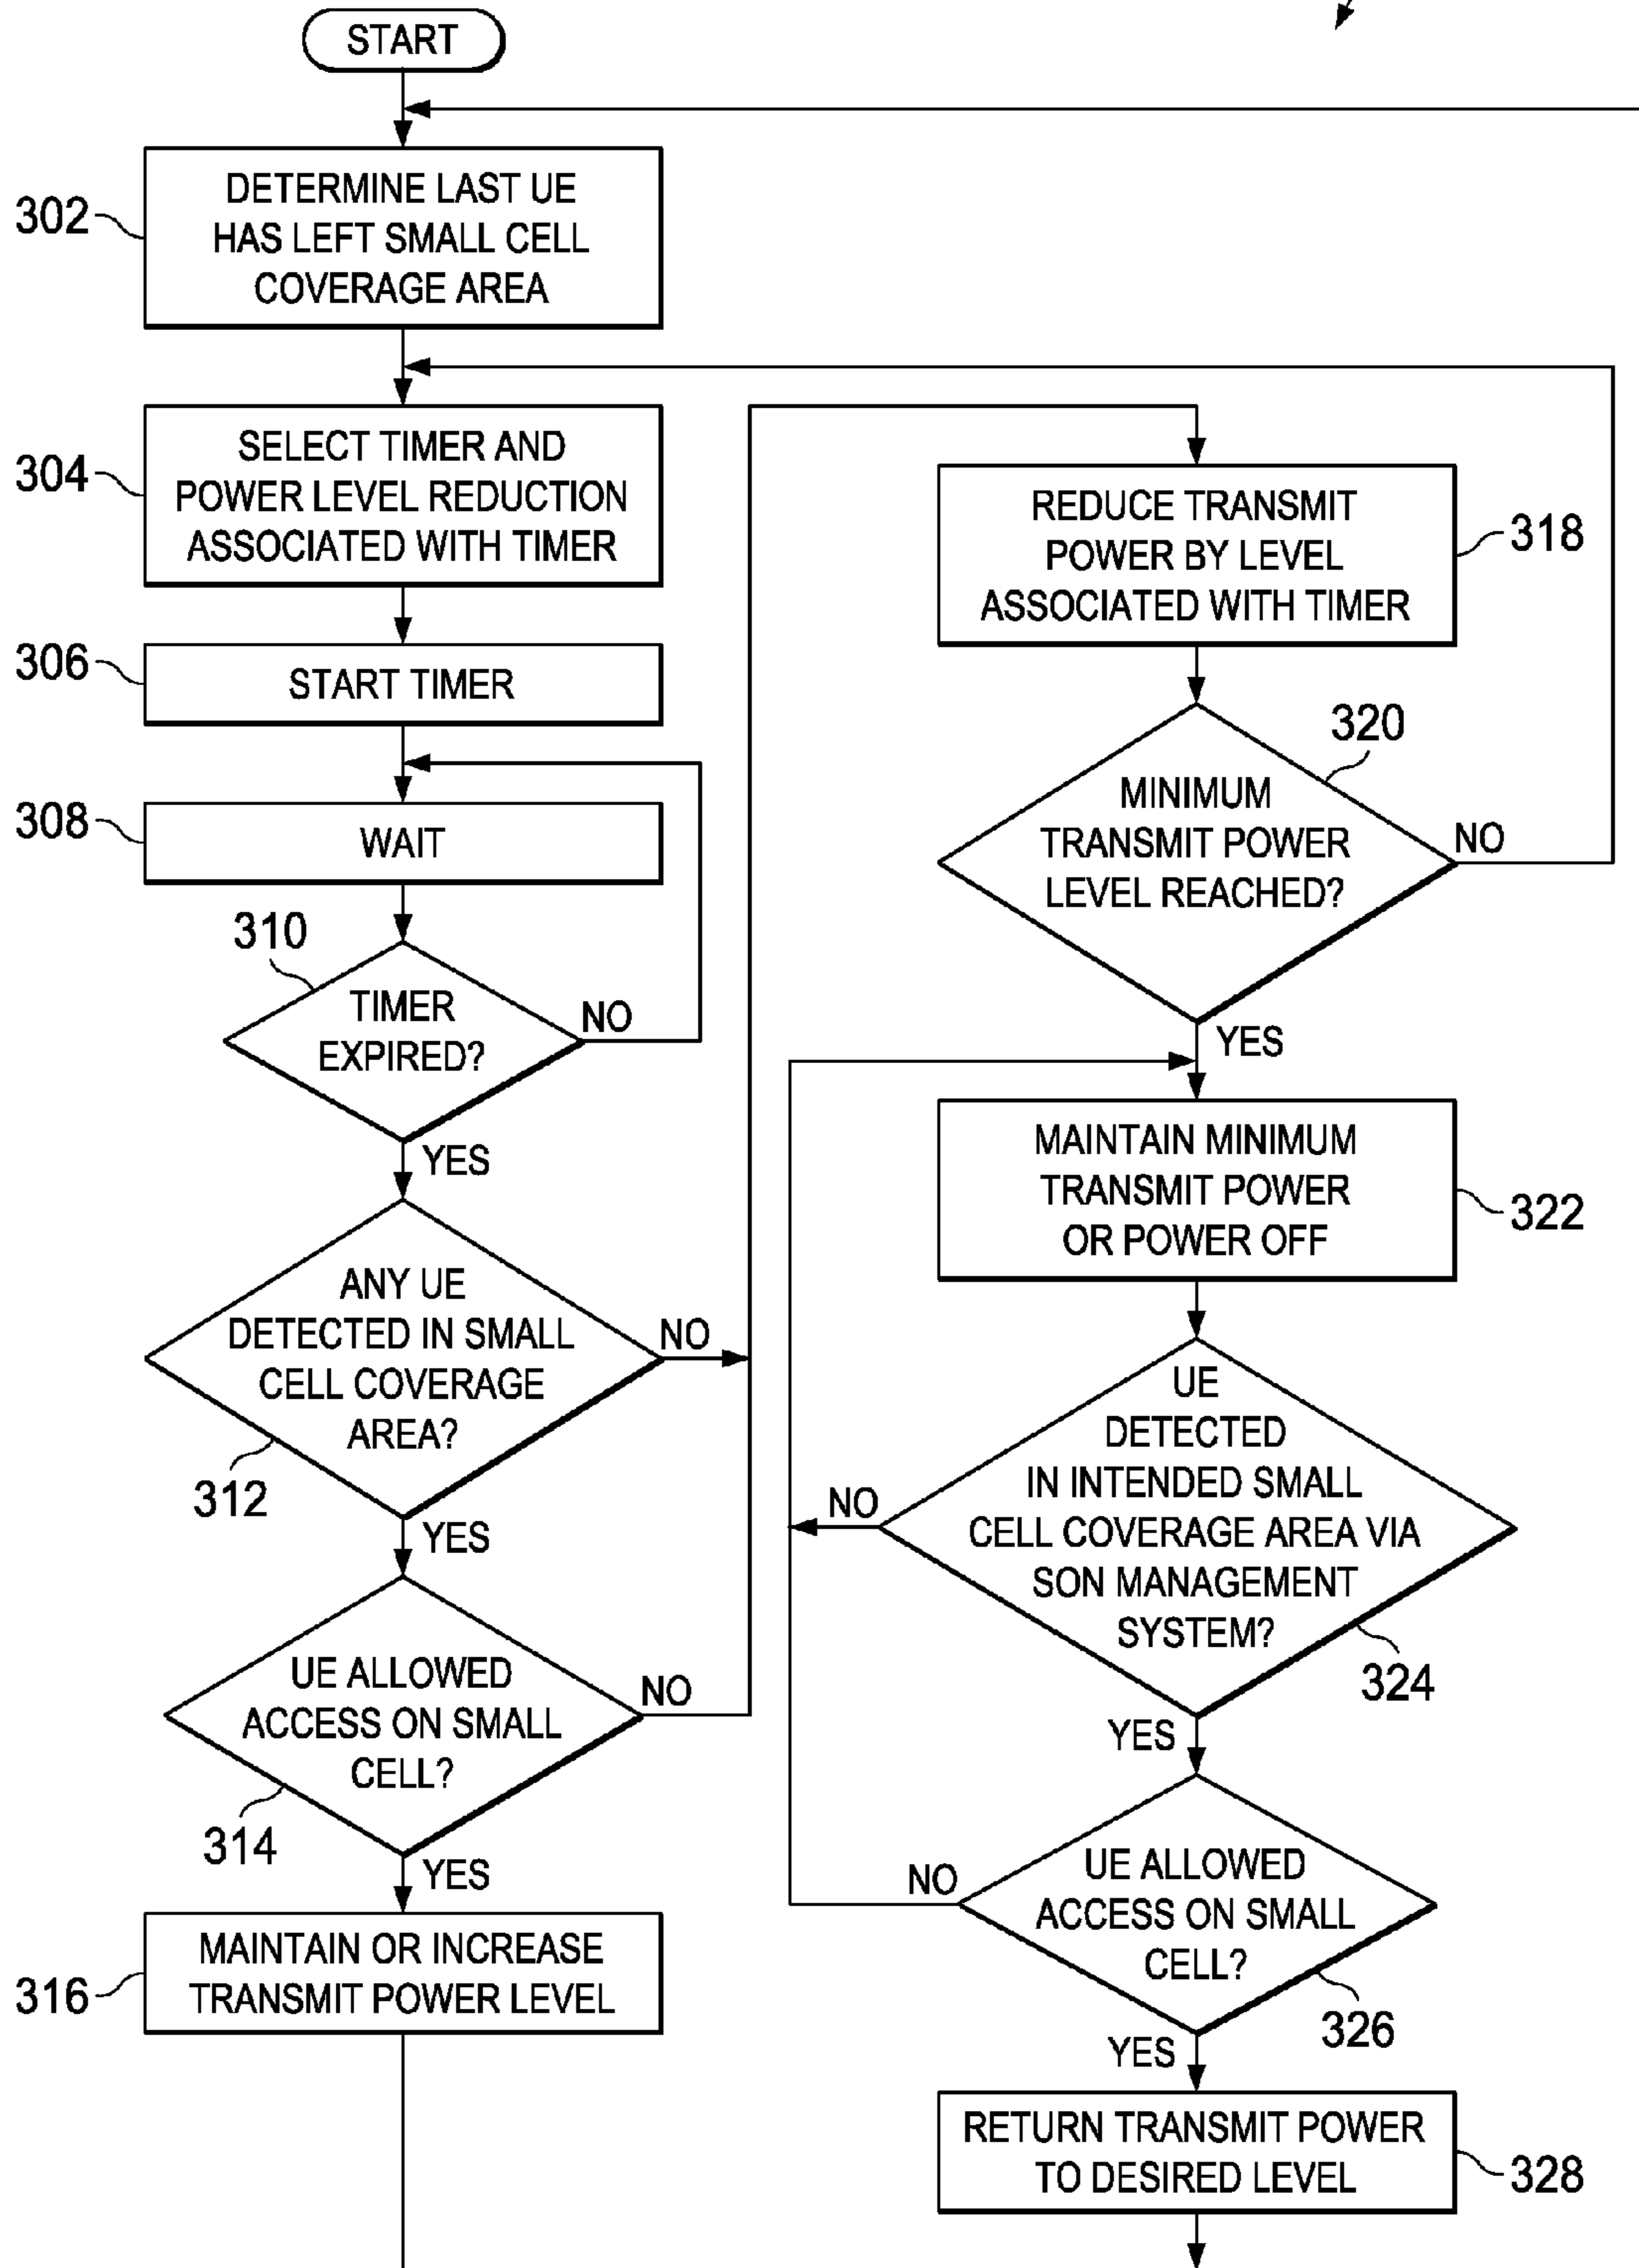 START
302
DETERMINE LAST UE
HAS LEFT SMALL CELL
COVERAGE AREA
304
SELECT TIMER AND
POWER LEVEL REDUCTION
ASSOCIATED WITH TIMER
306
START TIMER
308
WAIT
310
TIMER
EXPIRED?
NO
YES
ANY UE
DETECTED IN SMALL
CELL COVERAGE
AREA?
NO
312
YES
UE ALLOWED
ACCESS ON SMALL
CELL?
NO
314
YES
316
MAINTAIN OR INCREASE
TRANSMIT POWER LEVEL
REDUCE TRANSMIT
POWER BY LEVEL
ASSOCIATED WITH TIMER
318
320
MINIMUM
TRANSMIT POWER
LEVEL REACHED?
NO
YES
MAINTAIN MINIMUM
TRANSMIT POWER
OR POWER OFF
322
UE
DETECTED
IN INTENDED SMALL
CELL COVERAGE AREA VIA
SON MANAGEMENT
SYSTEM?
NO
324
YES
UE ALLOWED
ACCESS ON SMALL
CELL?
NO
326
YES
RETURN TRANSMIT POWER
TO DESIRED LEVEL
328